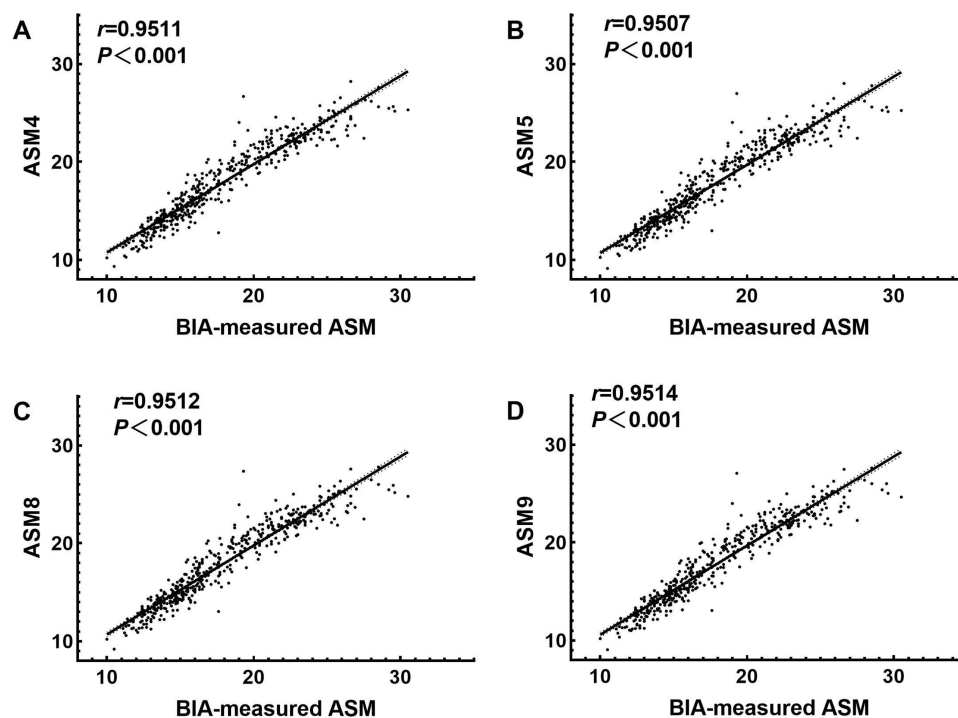 A
r=0.9511
P<0.001
30
20
10
ASM4
10 20 30
BIA-measured ASM
B
r=0.9507
P<0.001
30
20
10
ASM5
10 20 30
BIA-measured ASM
C
r=0.9512
P<0.001
30
20
10
ASM8
10 20 30
BIA-measured ASM
D
r=0.9514
P<0.001
30
20
10
ASM9
10 20 30
BIA-measured ASM